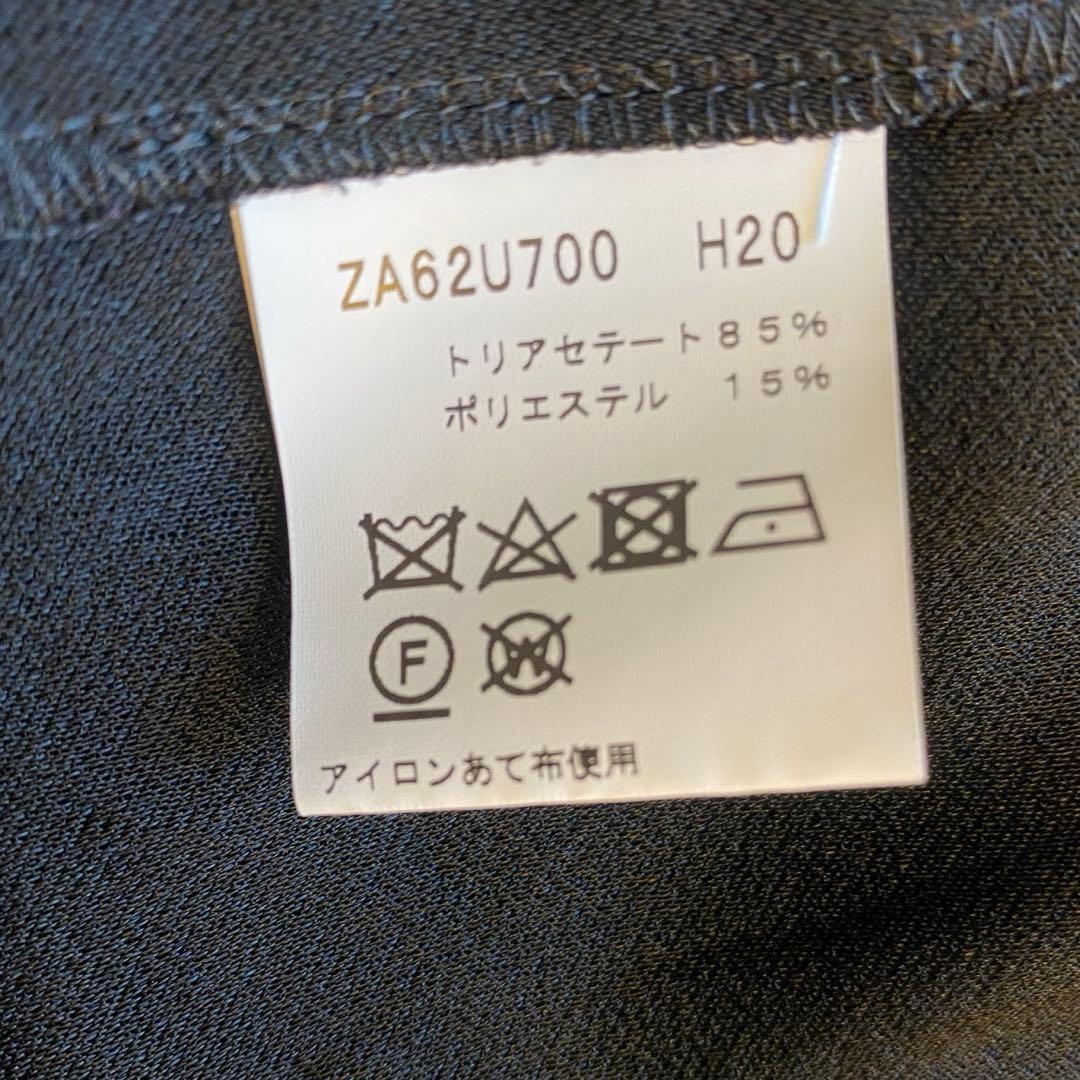 ZA62U700 H20
トリアセテート85%
ポリエステル 15%
F W
アイロンあて布使用